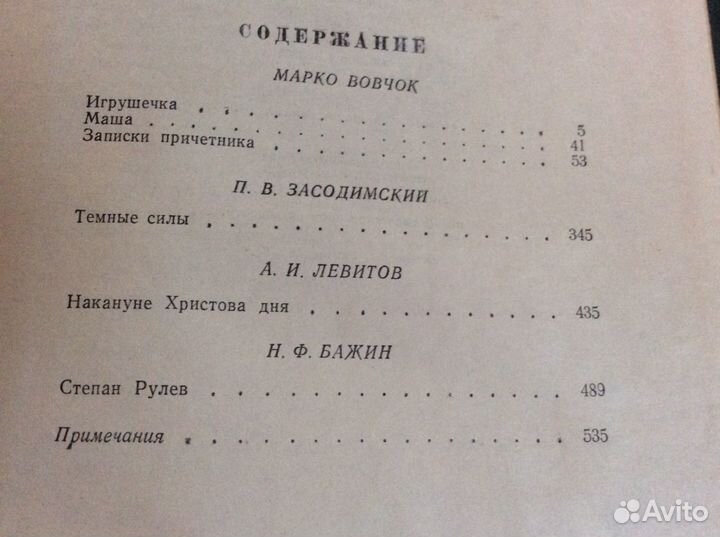 СОДЕРЖАНИЕ
МАРКО ВОВЧОК
Игрушечка . . . . . . . . . . . . . . 5
Маша . . . . . . . . . . . . . . . . 41
Записки причетника . . . . . . . . . . . 53
П. В. ЗАСОДИМСКИЙ
Темные силы . . . . . . . . . . . . . . 345
А. И. ЛЕВИТОВ
Накануне Христова дня . . . . . . . . . . 435
Н. Ф. БАЖИН
Степан Рулев . . . . . . . . . . . . . . 489
Примечания . . . . . . . . . . . . . . . 535
Avito